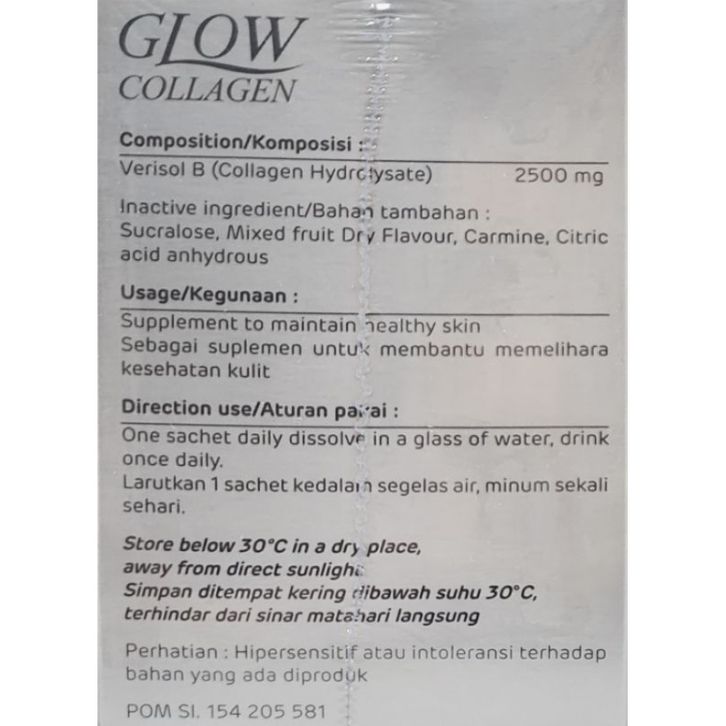 GLOW
COLLAGEN
Composition/Komposisi :
Verisol B (Collagen Hydrolysate) 2500 mg
Inactive ingredient/Bahan tambahan :
Sucralose, Mixed fruit Dry Flavour, Carmine, Citric
acid anhydrous
Usage/Kegunaan :
Supplement to maintain healthy skin
Sebagai suplemen untuk membantu memelihara
kesehatan kulit
Direction use/Aturan pakai :
One sachet daily dissolve in a glass of water, drink
once daily.
Larutkan 1 sachet kedalam segelas air, minum sekali
sehari.
Store below 30°C in a dry place,
away from direct sunlight
Simpan ditempat kering dibawah suhu 30°C,
terhindar dari sinar matahari langsung
Perhatian : Hipersensitif atau intoleransi terhadap
bahan yang ada diproduk
POM SI. 154 205 581